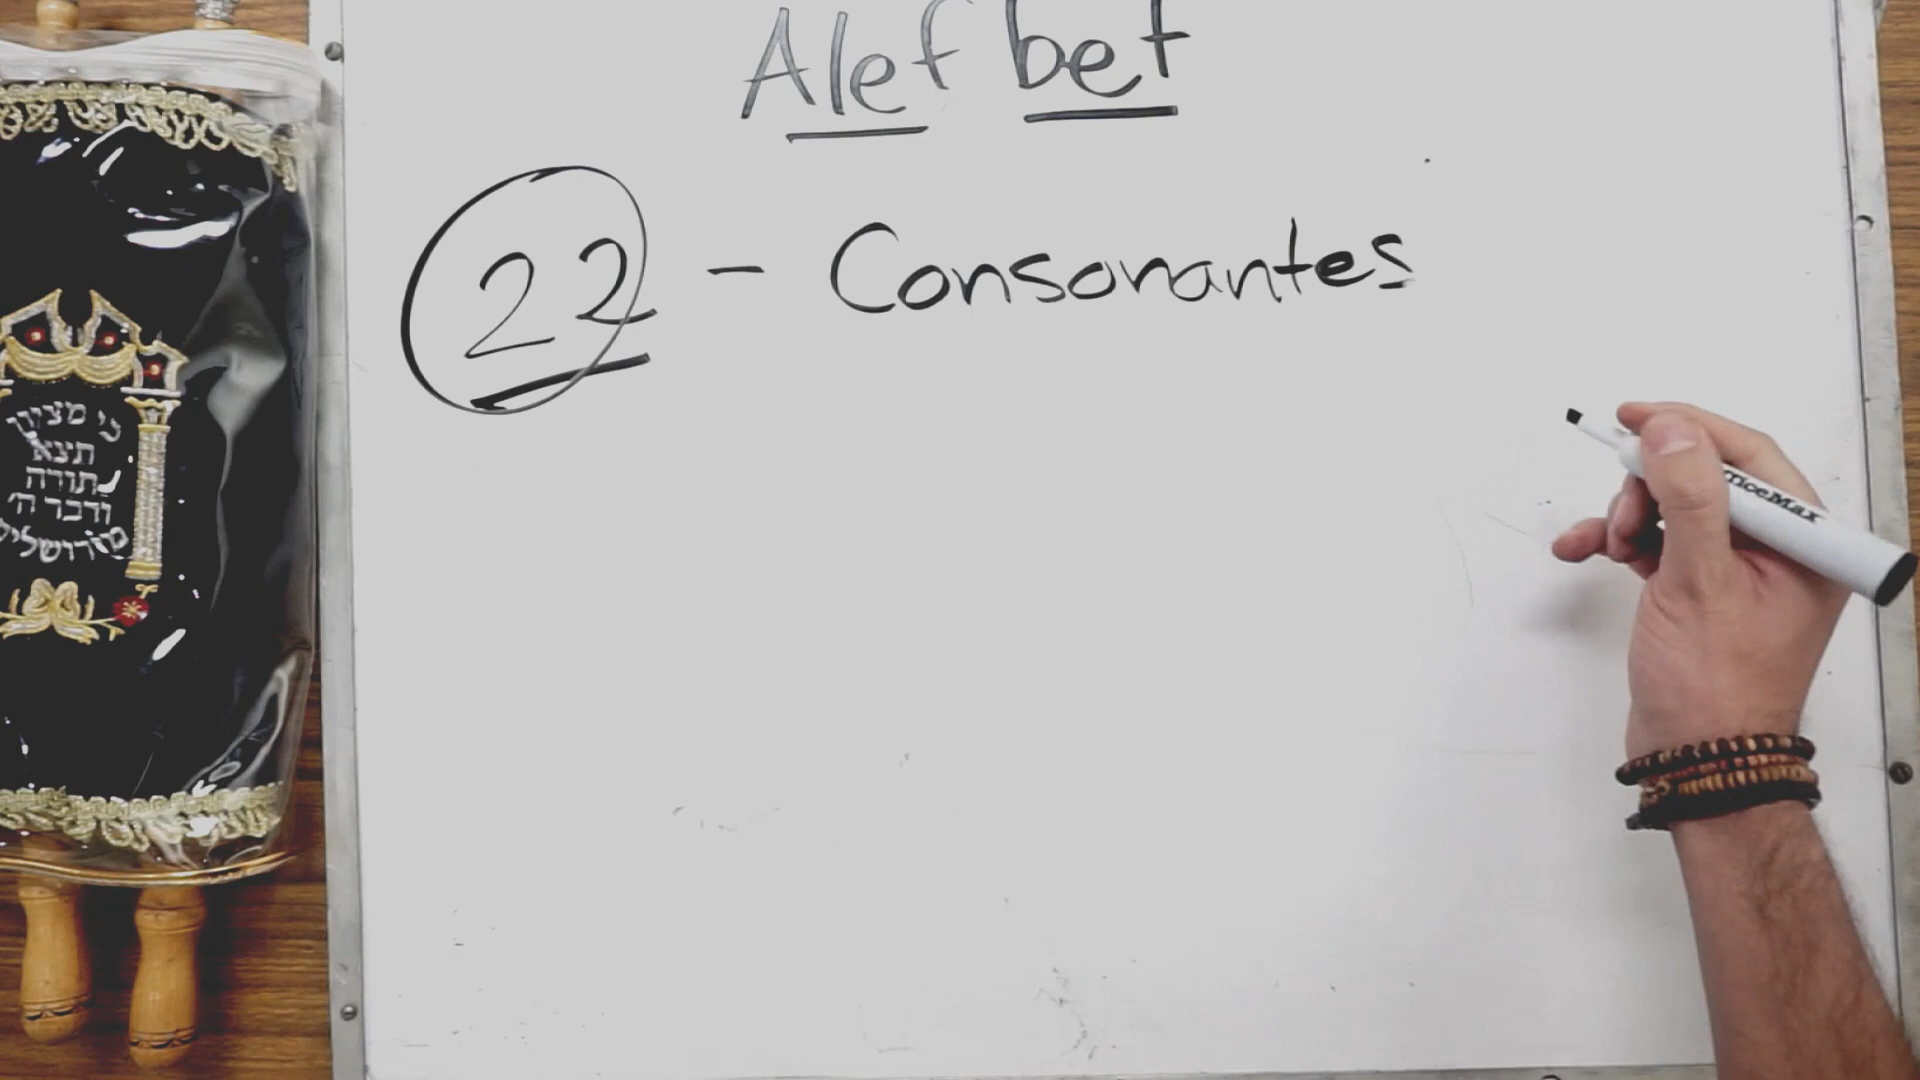 Alef bet
22 - Consonantes
כי מציון
תצא
תורה
ודבר ה'
מירושלים
OfficeMax